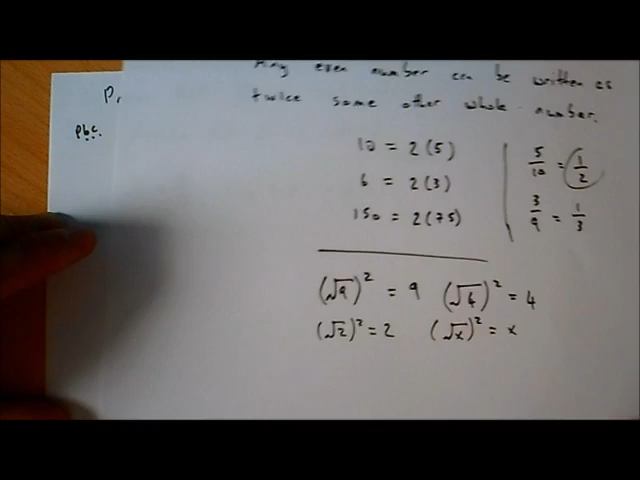 Any even number can be written as
twice some other whole number.
P,
pbc.
10 = 2(5)
6 = 2(3)
150 = 2(75)
5/10 = 1/2
3/9 = 1/3
(√9)² = 9 (√4)² = 4
(√2)² = 2 (√x)² = x